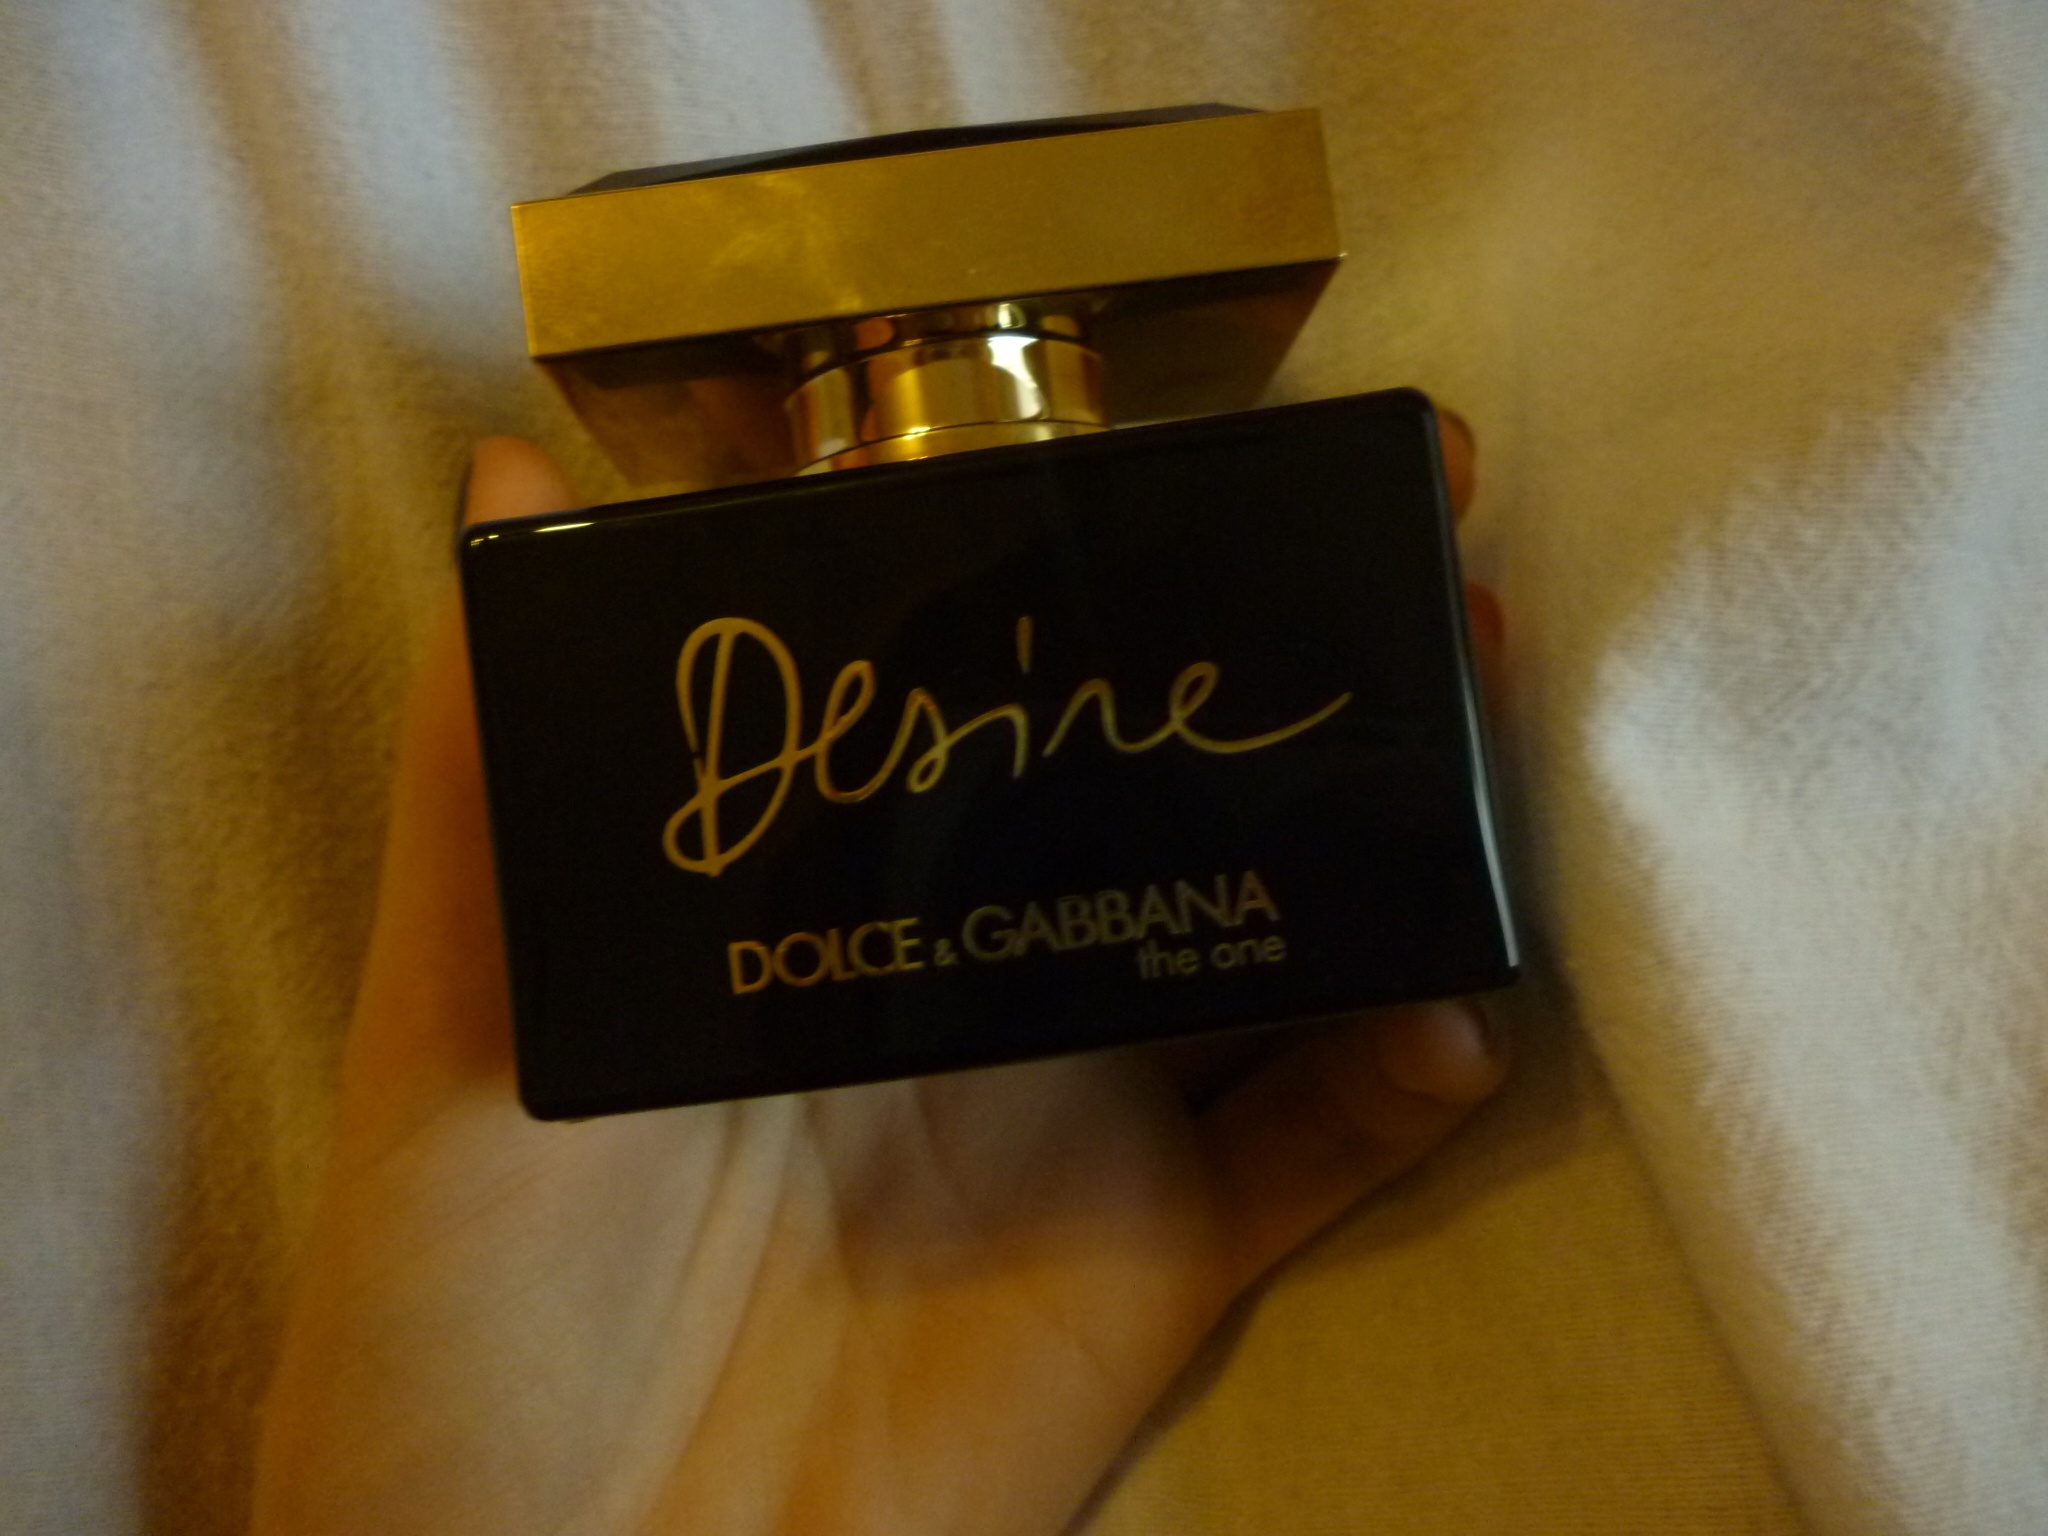 Desire
DOLCE & GABBANA
the one